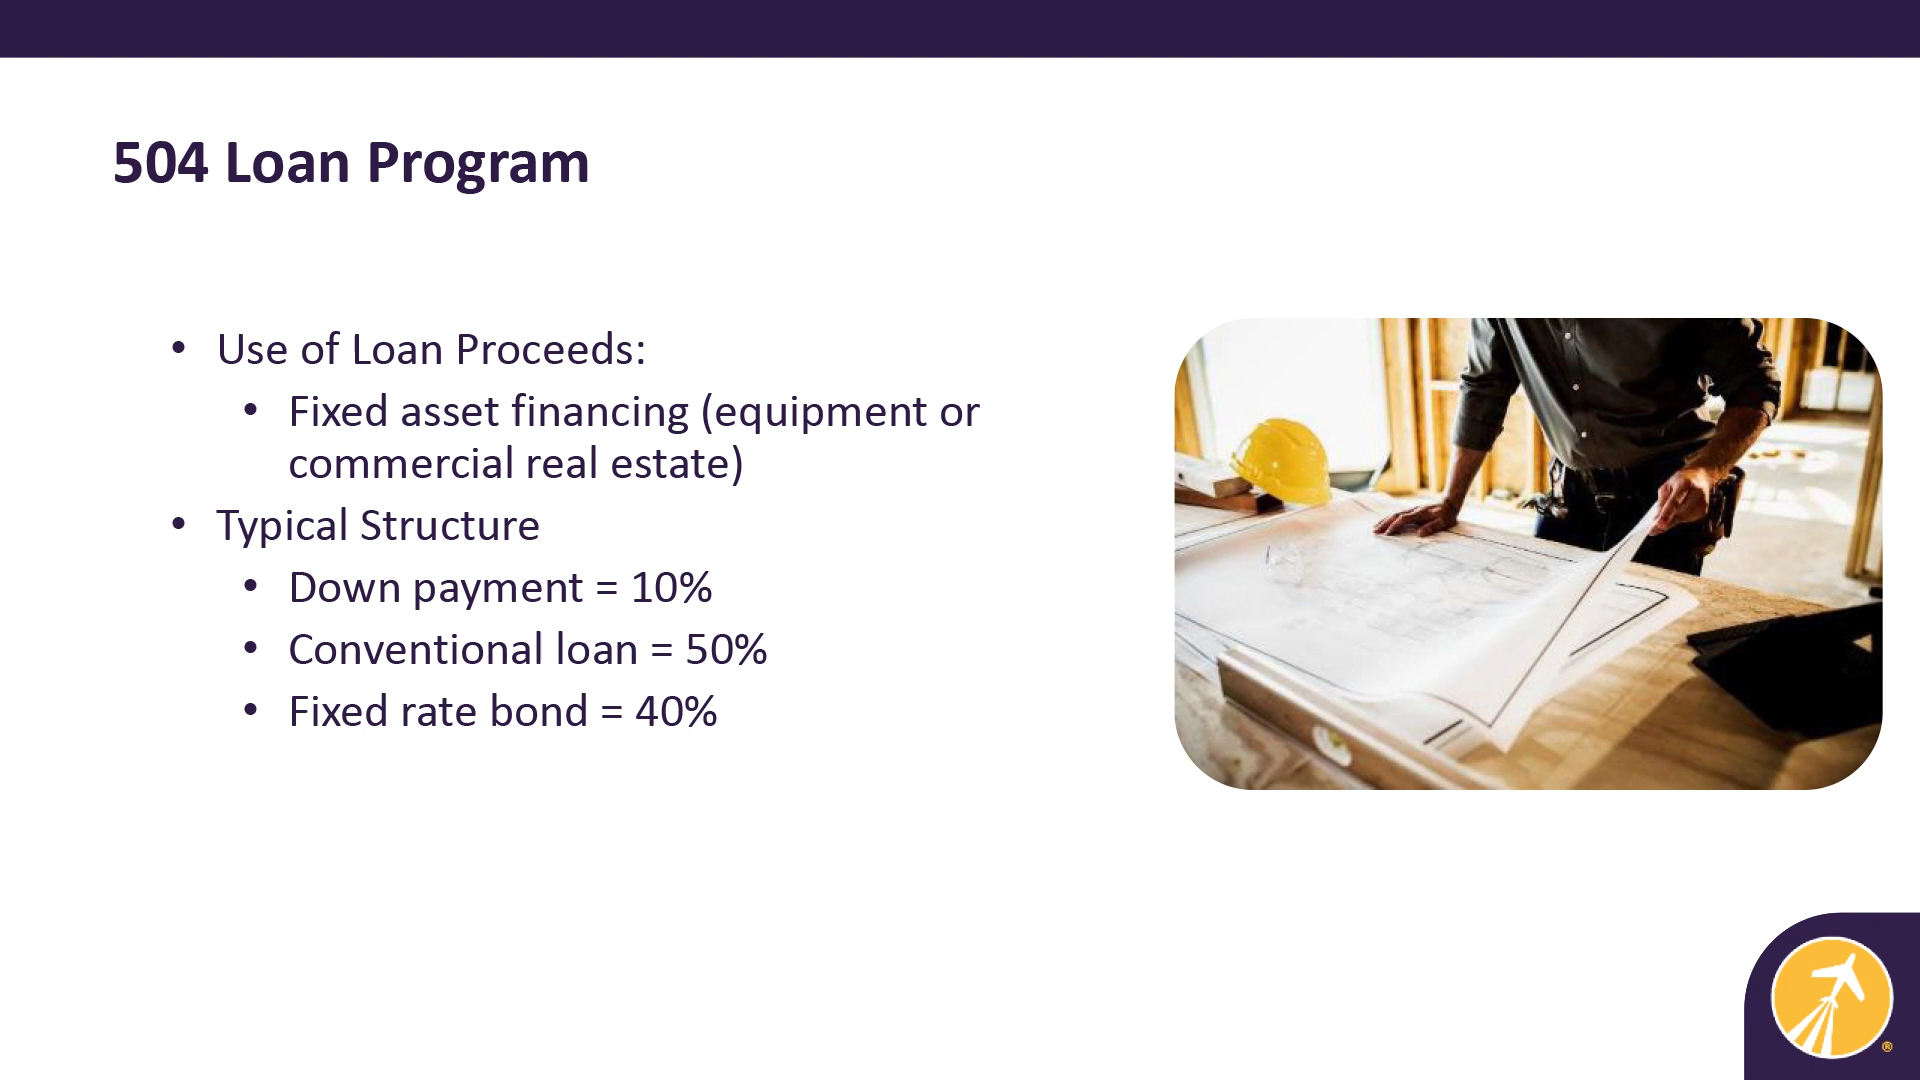 504 Loan Program
• Use of Loan Proceeds:
• Fixed asset financing (equipment or
commercial real estate)
• Typical Structure
• Down payment = 10%
• Conventional loan = 50%
• Fixed rate bond = 40%
®